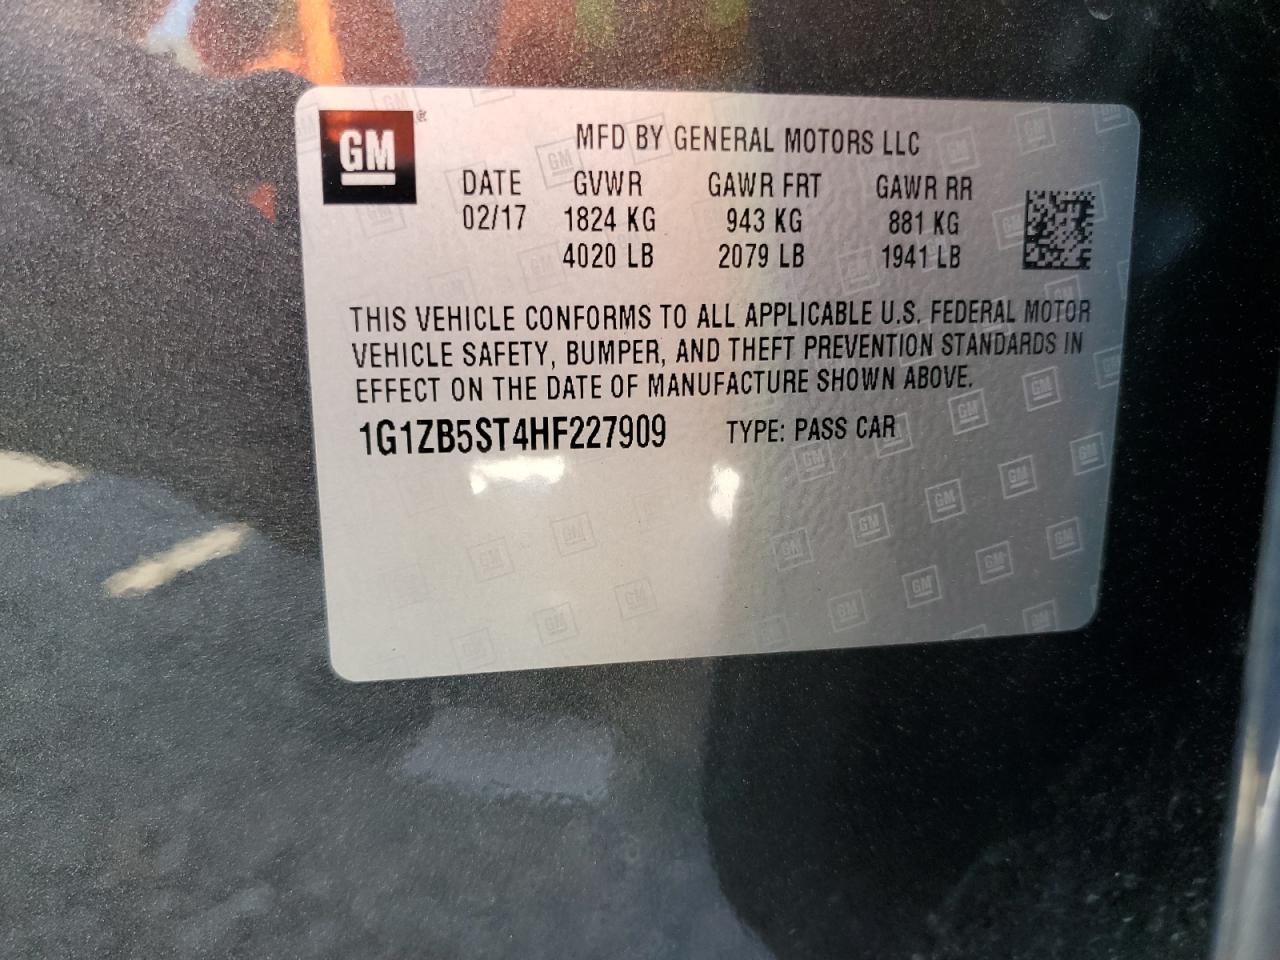 GM®
MFD BY GENERAL MOTORS LLC
DATE GVWR GAWR FRT GAWR RR
02/17 1824 KG 943 KG 881 KG
4020 LB 2079 LB 1941 LB
THIS VEHICLE CONFORMS TO ALL APPLICABLE U.S. FEDERAL MOTOR
VEHICLE SAFETY, BUMPER, AND THEFT PREVENTION STANDARDS IN
EFFECT ON THE DATE OF MANUFACTURE SHOWN ABOVE.
1G1ZB5ST4HF227909 TYPE: PASS CAR